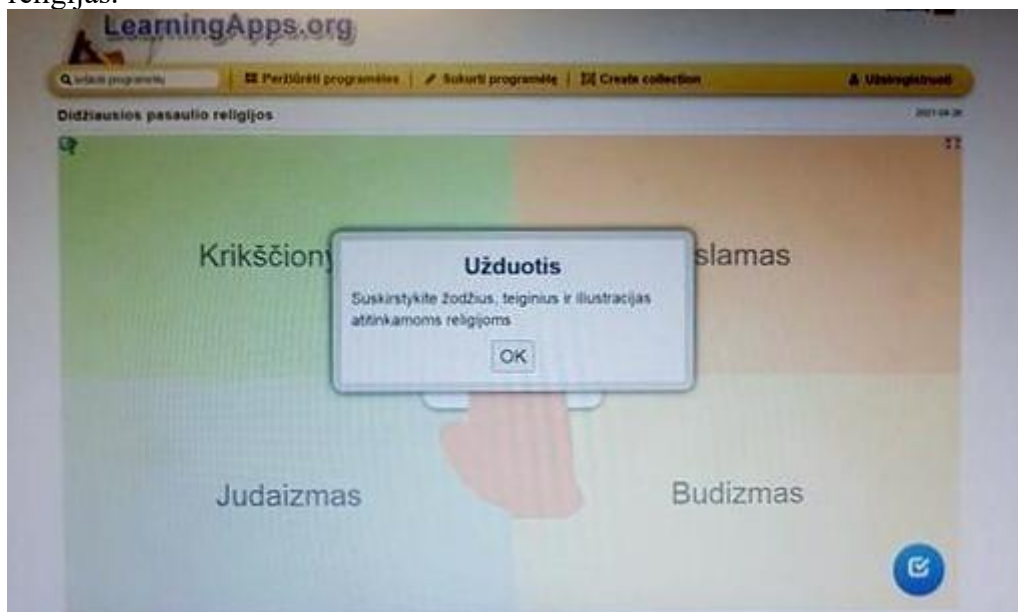 religijas.
LearningApps.org
Peržiūrėti programėles
Sukurti programėlę
Create collection
Užsiregistruoti
Didžiausios pasaulio religijos
Krikščiony
slamas
Užduotis
Suskirstykite žodžius, teiginius ir iliustracijas
atitinkamoms religijoms
OK
Judaizmas
Budizmas